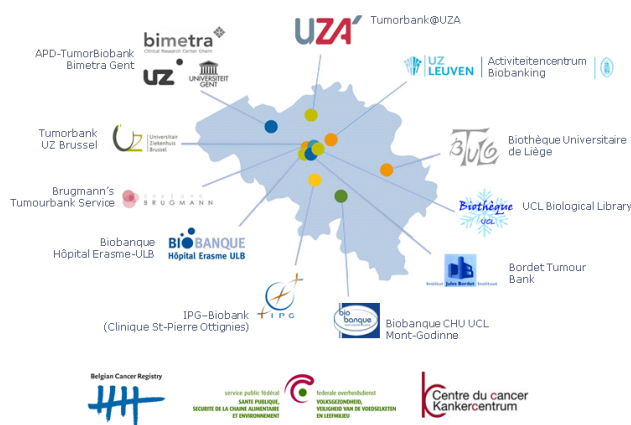 Tumorbank@UZA
UZA
bimetra
Clinical Research Center Ghent
APD-TumorBiobank
Bimetra Gent
UZ
UNIVERSITEIT
GENT
UZ
LEUVEN
Activiteitencentrum
Biobanking
Tumorbank
UZ Brussel
UZ
Universitair
Ziekenhuis
Brussel
BTULg
Biothèque Universitaire
de Liège
Brugmann's
Tumourbank Service
BRUGMANN
Biothèque
UCL
UCL Biological Library
Biobanque
Hôpital Erasme-ULB
BIOBANQUE
Hôpital Erasme ULB
Institut Jules Bordet Instituut
Bordet Tumour
Bank
IPG–Biobank
(Clinique St-Pierre Ottignies)
IPG
bio
banque
Biobanque CHU UCL
Mont-Godinne
Belgian Cancer Registry
service public fédéral
SANTE PUBLIQUE,
SECURITE DE LA CHAINE ALIMENTAIRE
ET ENVIRONNEMENT
federale overheidsdienst
VOLKSGEZONDHEID,
VEILIGHEID VAN DE VOEDSELKETEN
EN LEEFMILIEU
Centre du cancer
Kankercentrum